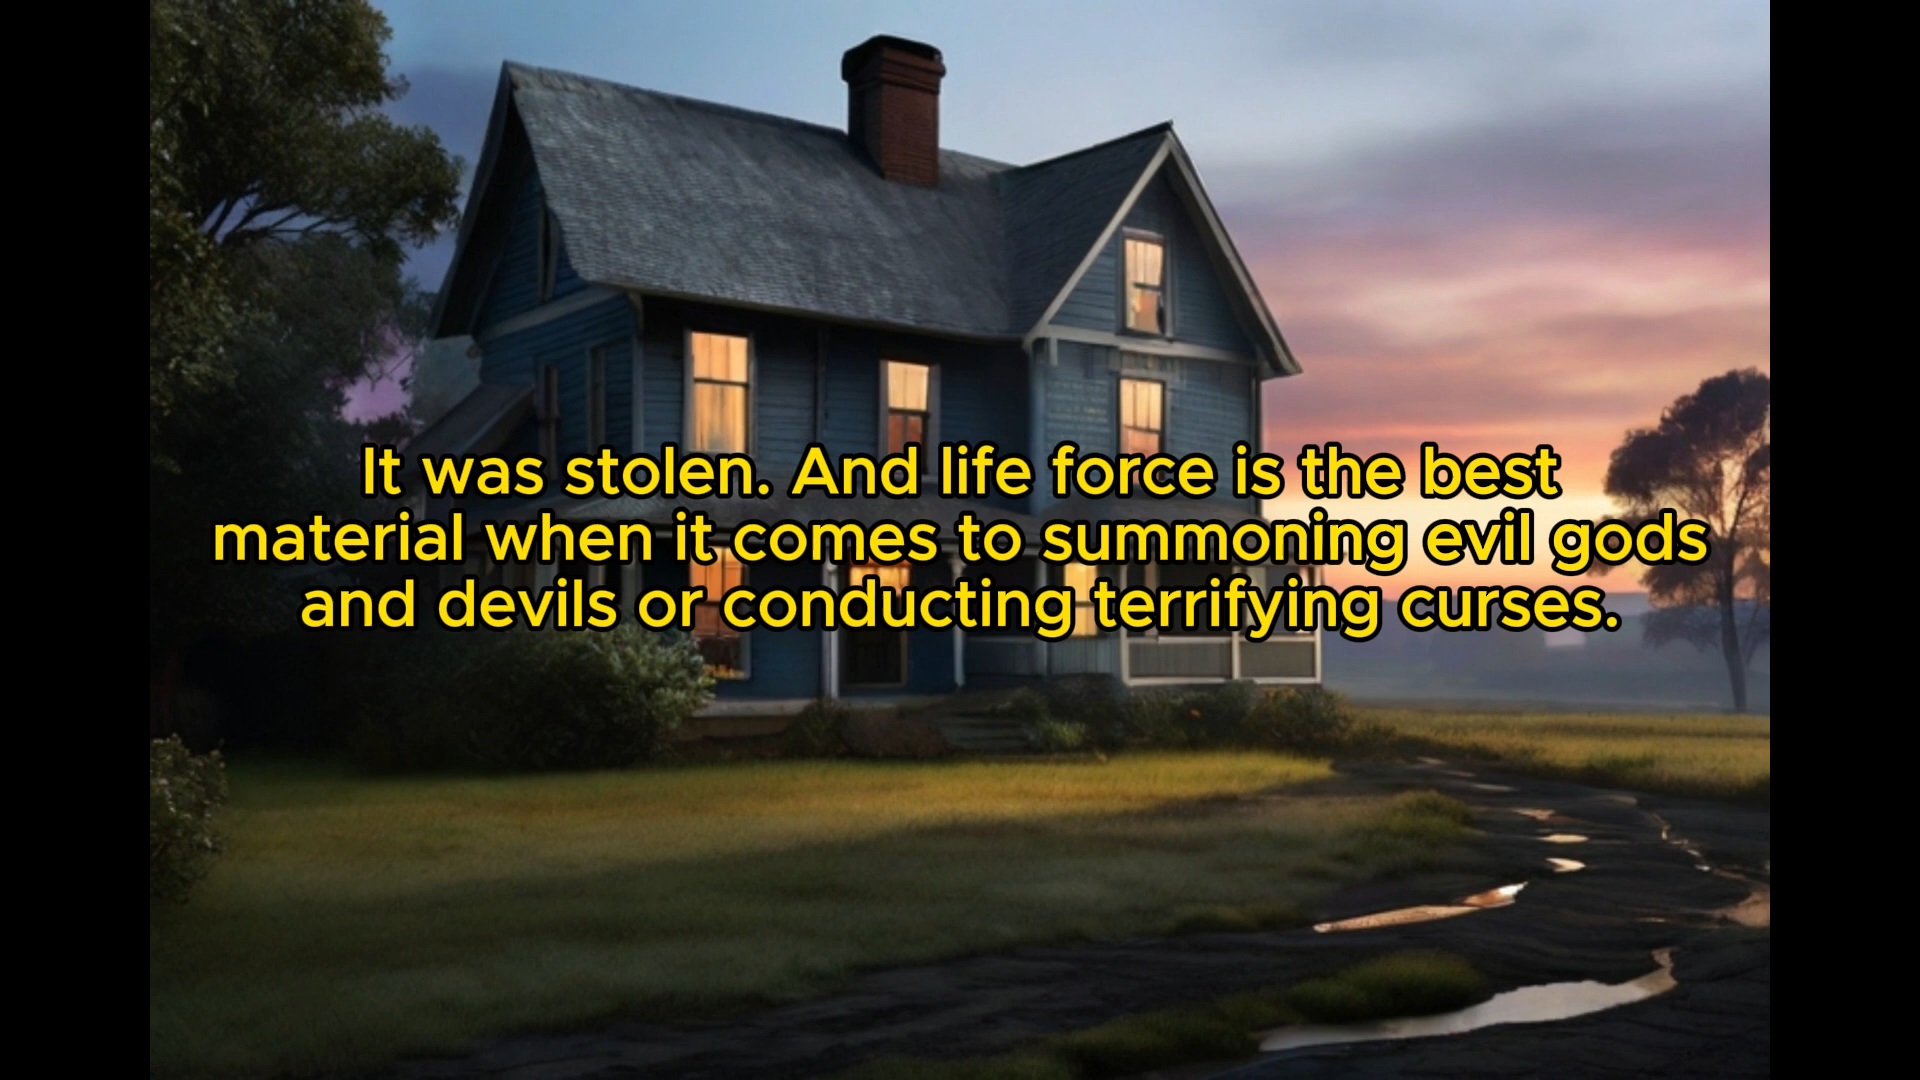 It was stolen. And life force is the best
material when it comes to summoning evil gods
and devils or conducting terrifying curses.